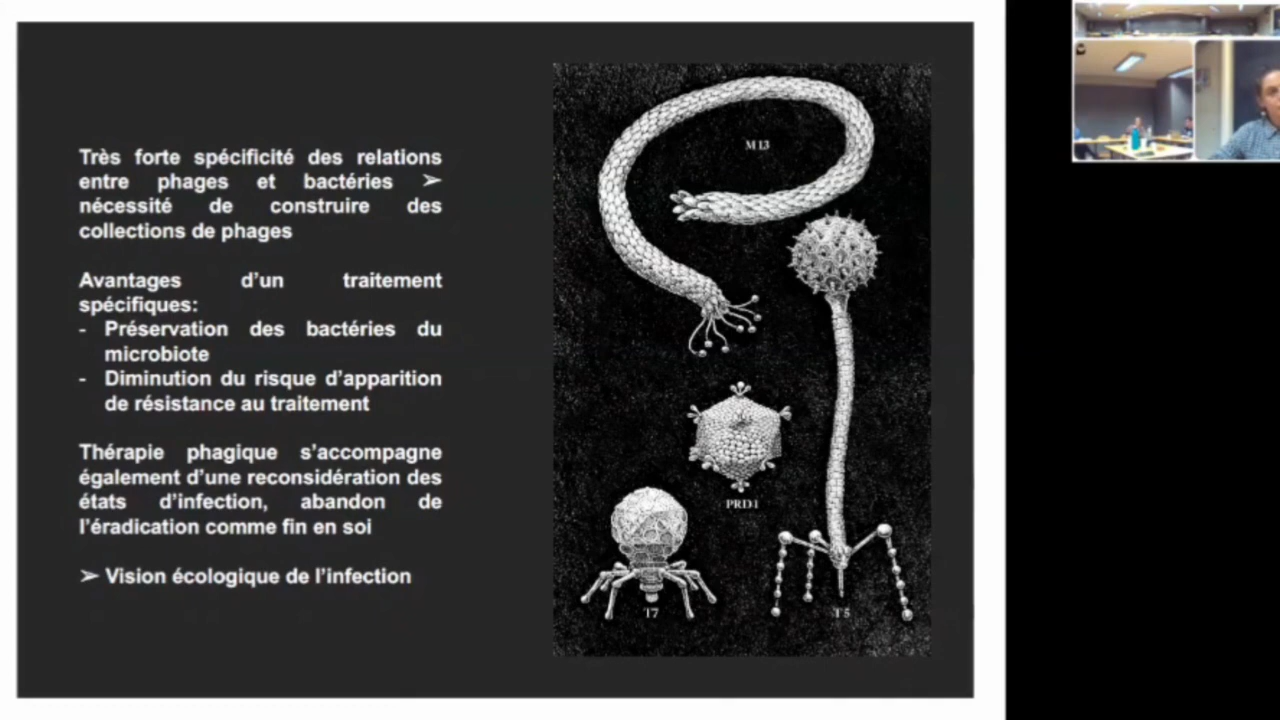 Très forte spécificité des relations
entre phages et bactéries ➢
nécessité de construire des
collections de phages
Avantages d'un traitement
spécifiques:
- Préservation des bactéries du
microbiote
- Diminution du risque d'apparition
de résistance au traitement
Thérapie phagique s'accompagne
également d'une reconsidération des
états d'infection, abandon de
l'éradication comme fin en soi
➢ Vision écologique de l'infection
M13
PRD1
T7
T5